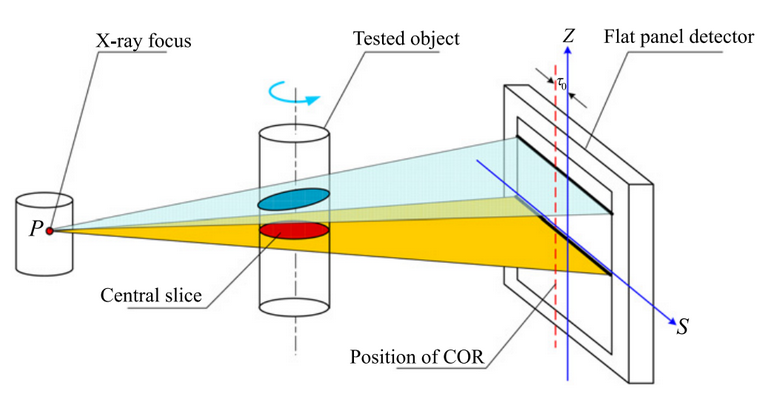 X-ray focus
Tested object
Z
Flat panel detector
τ0
P
Central slice
S
Position of COR